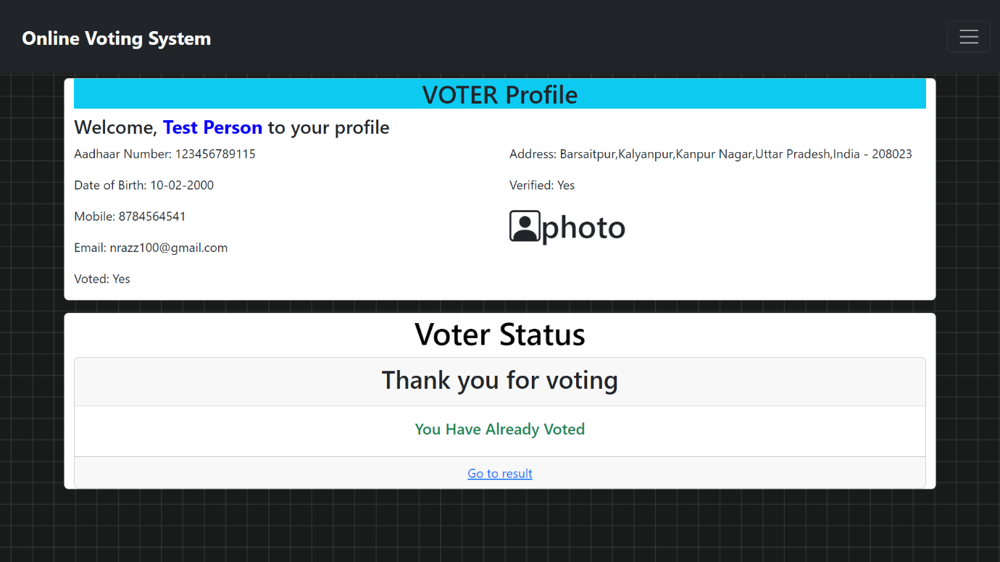 Online Voting System
VOTER Profile
Welcome, Test Person to your profile
Aadhaar Number: 123456789115
Date of Birth: 10-02-2000
Mobile: 8784564541
Email: nrazz100@gmail.com
Voted: Yes
Address: Barsaitpur,Kalyanpur,Kanpur Nagar,Uttar Pradesh,India - 208023
Verified: Yes
photo
Voter Status
Thank you for voting
You Have Already Voted
Go to result